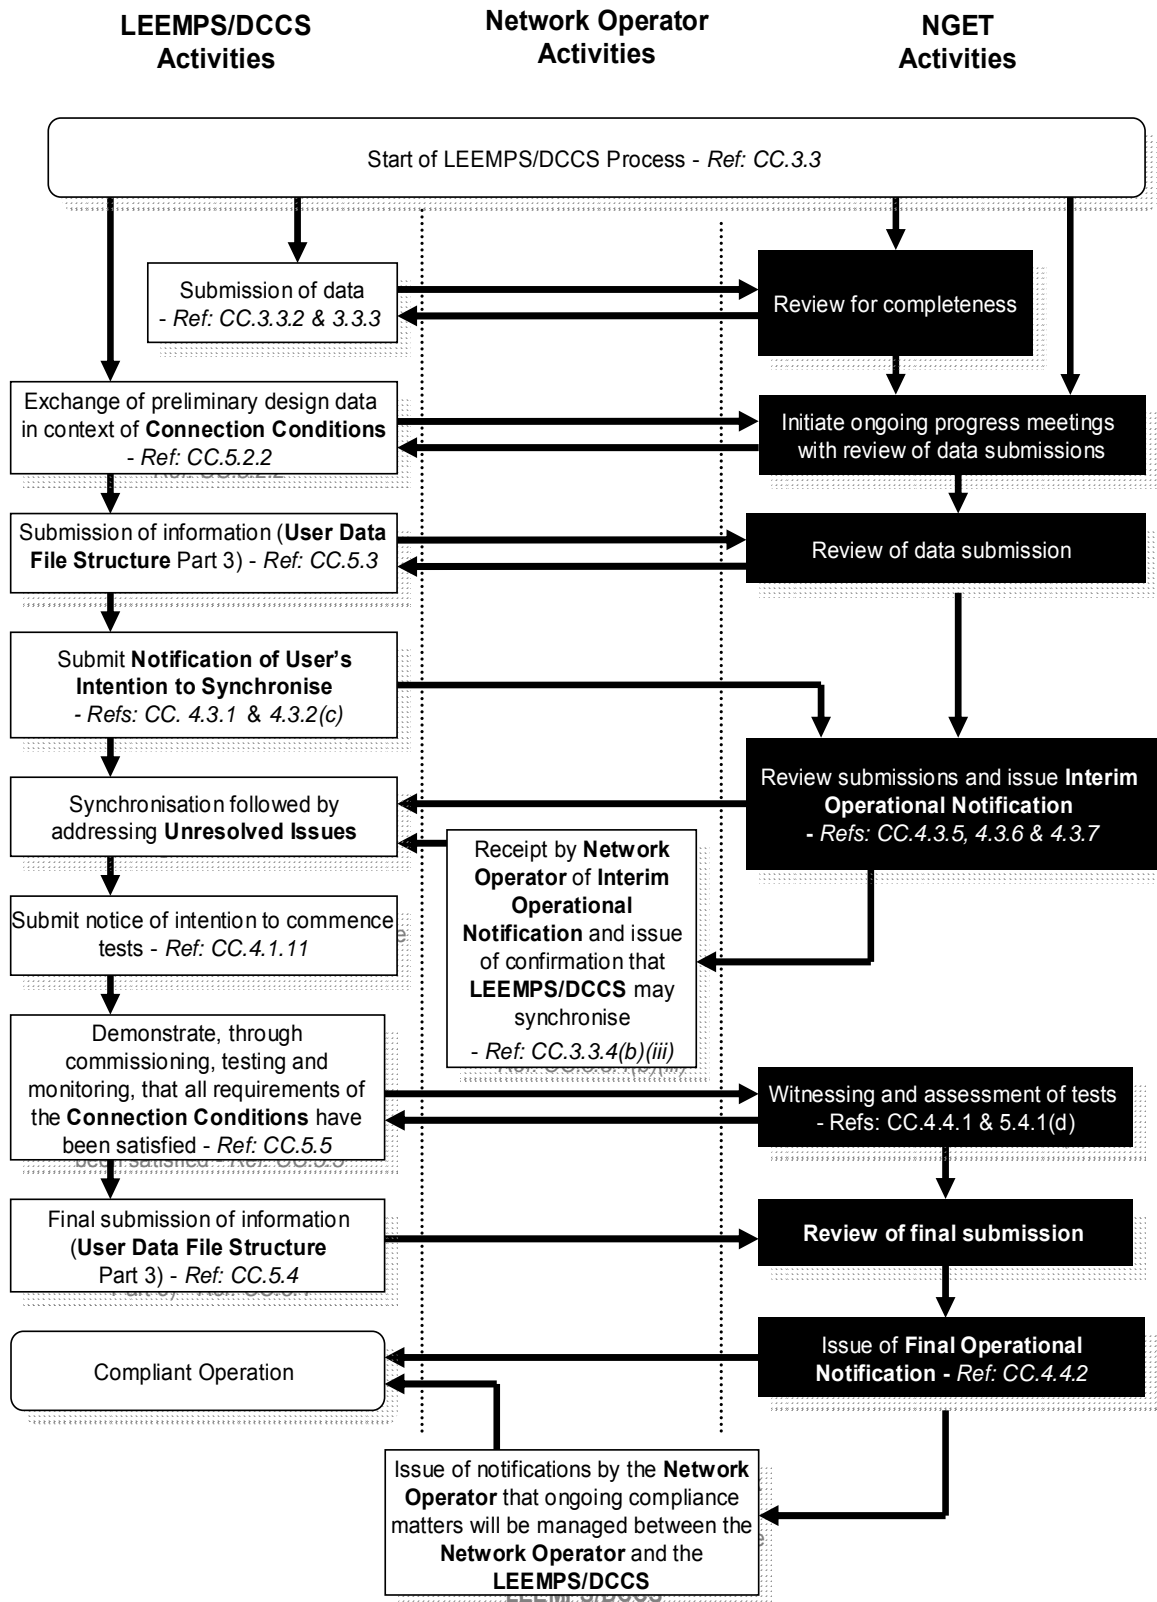 LEEMPS/DCCS
Activities
Network Operator
Activities
NGET
Activities
Start of LEEMPS/DCCS Process - Ref: CC.3.3
Submission of data
- Ref: CC.3.3.2 & 3.3.3
Review for completeness
Exchange of preliminary design data
in context of Connection Conditions
- Ref: CC.5.2.2
Initiate ongoing progress meetings
with review of data submissions
Submission of information (User Data
File Structure Part 3) - Ref: CC.5.3
Review of data submission
Submit Notification of User's
Intention to Synchronise
- Refs: CC. 4.3.1 & 4.3.2(c)
Review submissions and issue Interim
Operational Notification
- Refs: CC.4.3.5, 4.3.6 & 4.3.7
Synchronisation followed by
addressing Unresolved Issues
Receipt by Network
Operator of Interim
Operational
Notification and issue
of confirmation that
LEEMPS/DCCS may
synchronise
- Ref: CC.3.3.4(b)(iii)
Submit notice of intention to commence
tests - Ref: CC.4.1.11
Demonstrate, through
commissioning, testing and
monitoring, that all requirements of
the Connection Conditions have
been satisfied - Ref: CC.5.5
Witnessing and assessment of tests
- Refs: CC.4.4.1 & 5.4.1(d)
Final submission of information
(User Data File Structure
Part 3) - Ref: CC.5.4
Review of final submission
Compliant Operation
Issue of Final Operational
Notification - Ref: CC.4.4.2
Issue of notifications by the Network
Operator that ongoing compliance
matters will be managed between the
Network Operator and the
LEEMPS/DCCS